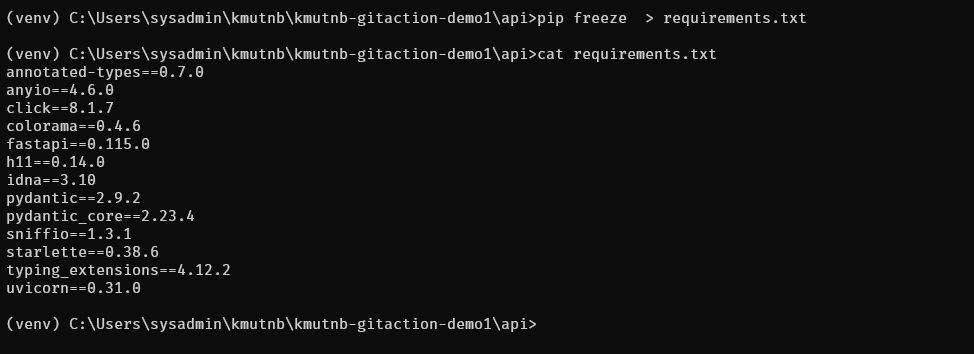 (venv) C:\Users\sysadmin\kmutnb\kmutnb-gitaction-demo1\api>pip freeze  > requirements.txt
(venv) C:\Users\sysadmin\kmutnb\kmutnb-gitaction-demo1\api>cat requirements.txt
annotated-types==0.7.0
anyio==4.6.0
click==8.1.7
colorama==0.4.6
fastapi==0.115.0
h11==0.14.0
idna==3.10
pydantic==2.9.2
pydantic_core==2.23.4
sniffio==1.3.1
starlette==0.38.6
typing_extensions==4.12.2
uvicorn==0.31.0
(venv) C:\Users\sysadmin\kmutnb\kmutnb-gitaction-demo1\api>